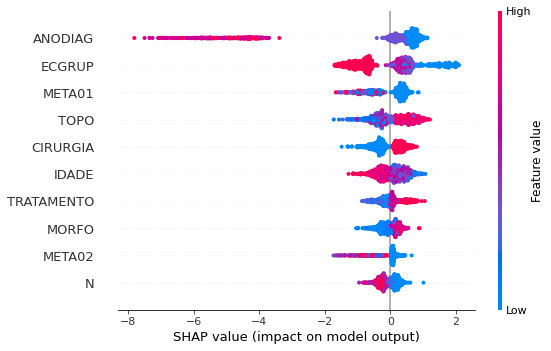 High
ANODIAG
ECGRUP
META01
TOPO
CIRURGIA
IDADE
TRATAMENTO
MORFO
META02
N
Feature value
Low
−8 −6 −4 −2 0 2
SHAP value (impact on model output)